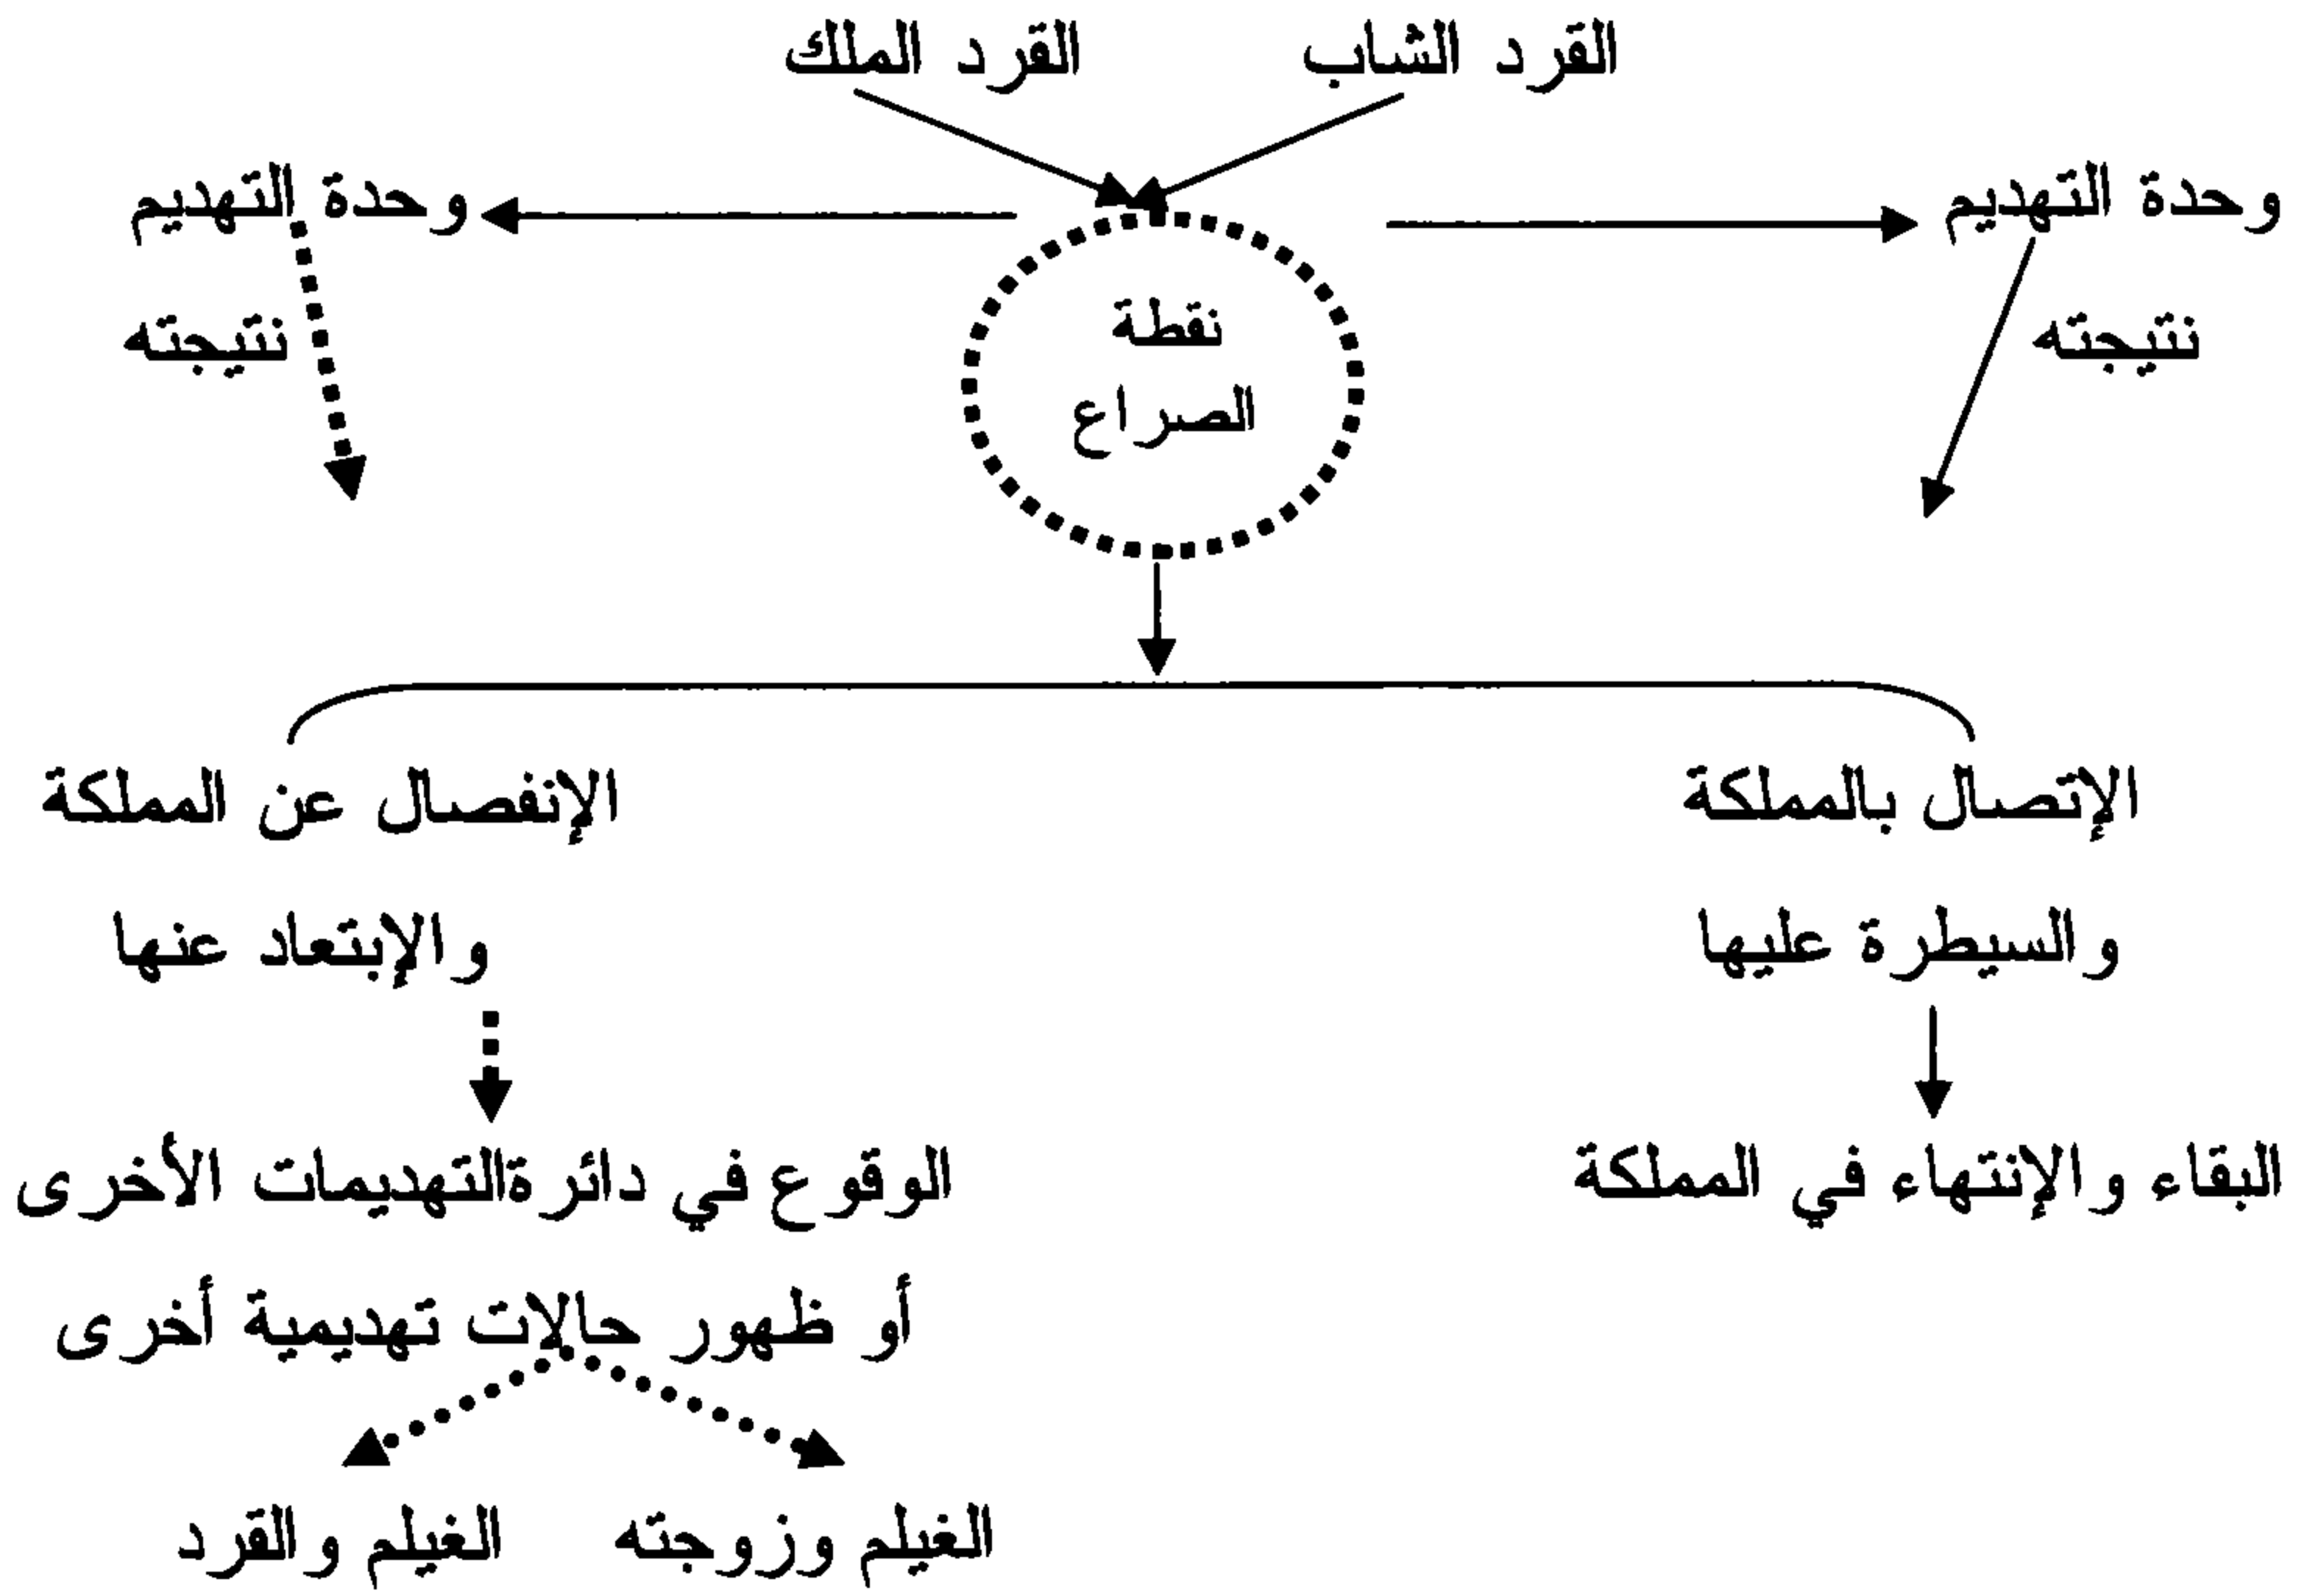 القرد الشاب
القرد الملك
وحدة التهديم
وحدة التهديم
نتيجته
نقطة
الصراع
نتيجته
الإتصال بالمملكة
الإنفصال عن المملكة
والسيطرة عليها
والإبتعاد عنها
البقاء والإنتهاء في المملكة
الوقوع في دائرةالتهديمات الأخرى
أو ظهور حالات تهديمية أخرى
الغيلم وزوجته
الغيلم والقرد